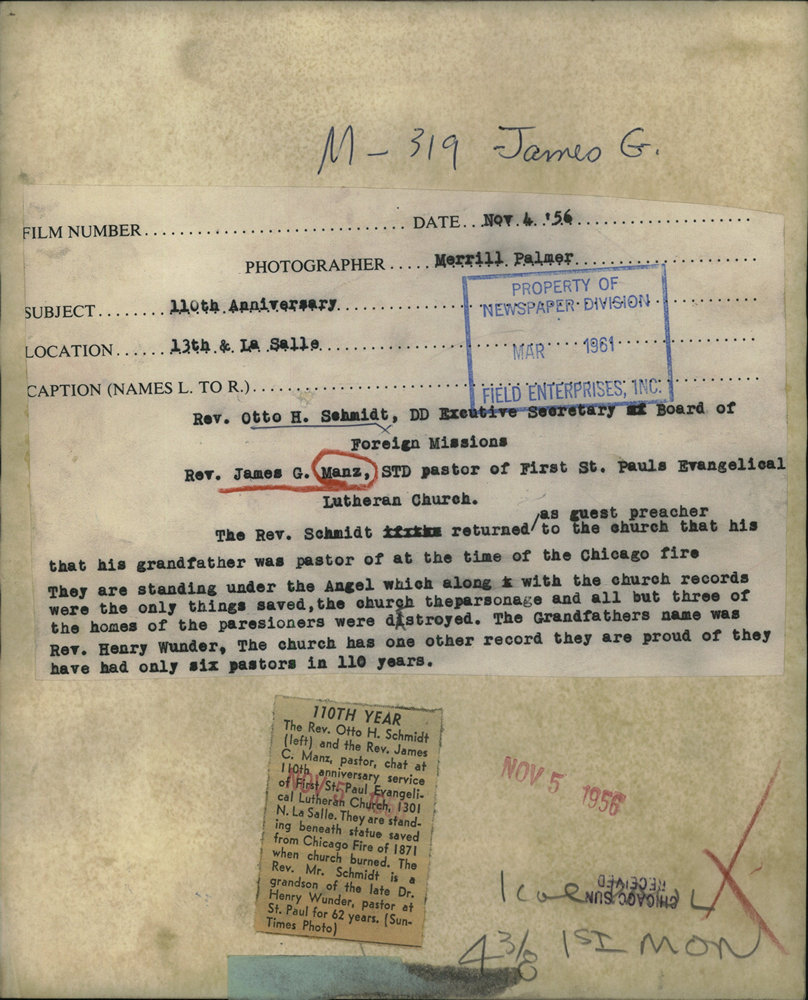 M - 319 James G.
FILM NUMBER.............................. DATE...Nov.4.'56...................
PHOTOGRAPHER.....Merrill Palmer...................
SUBJECT........110th Anniversary.
LOCATION......13th & La Salle.
CAPTION (NAMES L. TO R.)...................
PROPERTY OF
NEWSPAPER DIVISION
MAR 1961
FIELD ENTERPRISES, INC.
Rev. Otto H. Schmidt, DD Excutive Secretary of Board of
Foreign Missions
Rev. James G. Manz, STD pastor of First St. Pauls Evangelical
Lutheran Church.
as guest preacher
The Rev. Schmidt returned/to the church that his
that his grandfather was pastor of at the time of the Chicago fire
They are standing under the Angel which along with the church records
were the only things saved,the church theparsonage and all but three of
the homes of the paresioners were distroyed. The Grandfathers name was
Rev. Henry Wunder, The church has one other record they are proud of they
have had only six pastors in 110 years.
110TH YEAR
The Rev. Otto H. Schmidt
(left) and the Rev. James
C. Manz, pastor, chat at
110th anniversary service
of First St. Paul Evangeli-
cal Lutheran Church, 1301
N. La Salle. They are stand-
ing beneath statue saved
from Chicago Fire of 1871
when church burned. The
Rev. Mr. Schmidt is a
grandson of the late Dr.
Henry Wunder, pastor at
St. Paul for 62 years. (Sun-
Times Photo)
NOV 5
NOV 5 1956
RECEIVED
CHICAGO SUN
1 col
4 3/8 1ST MON